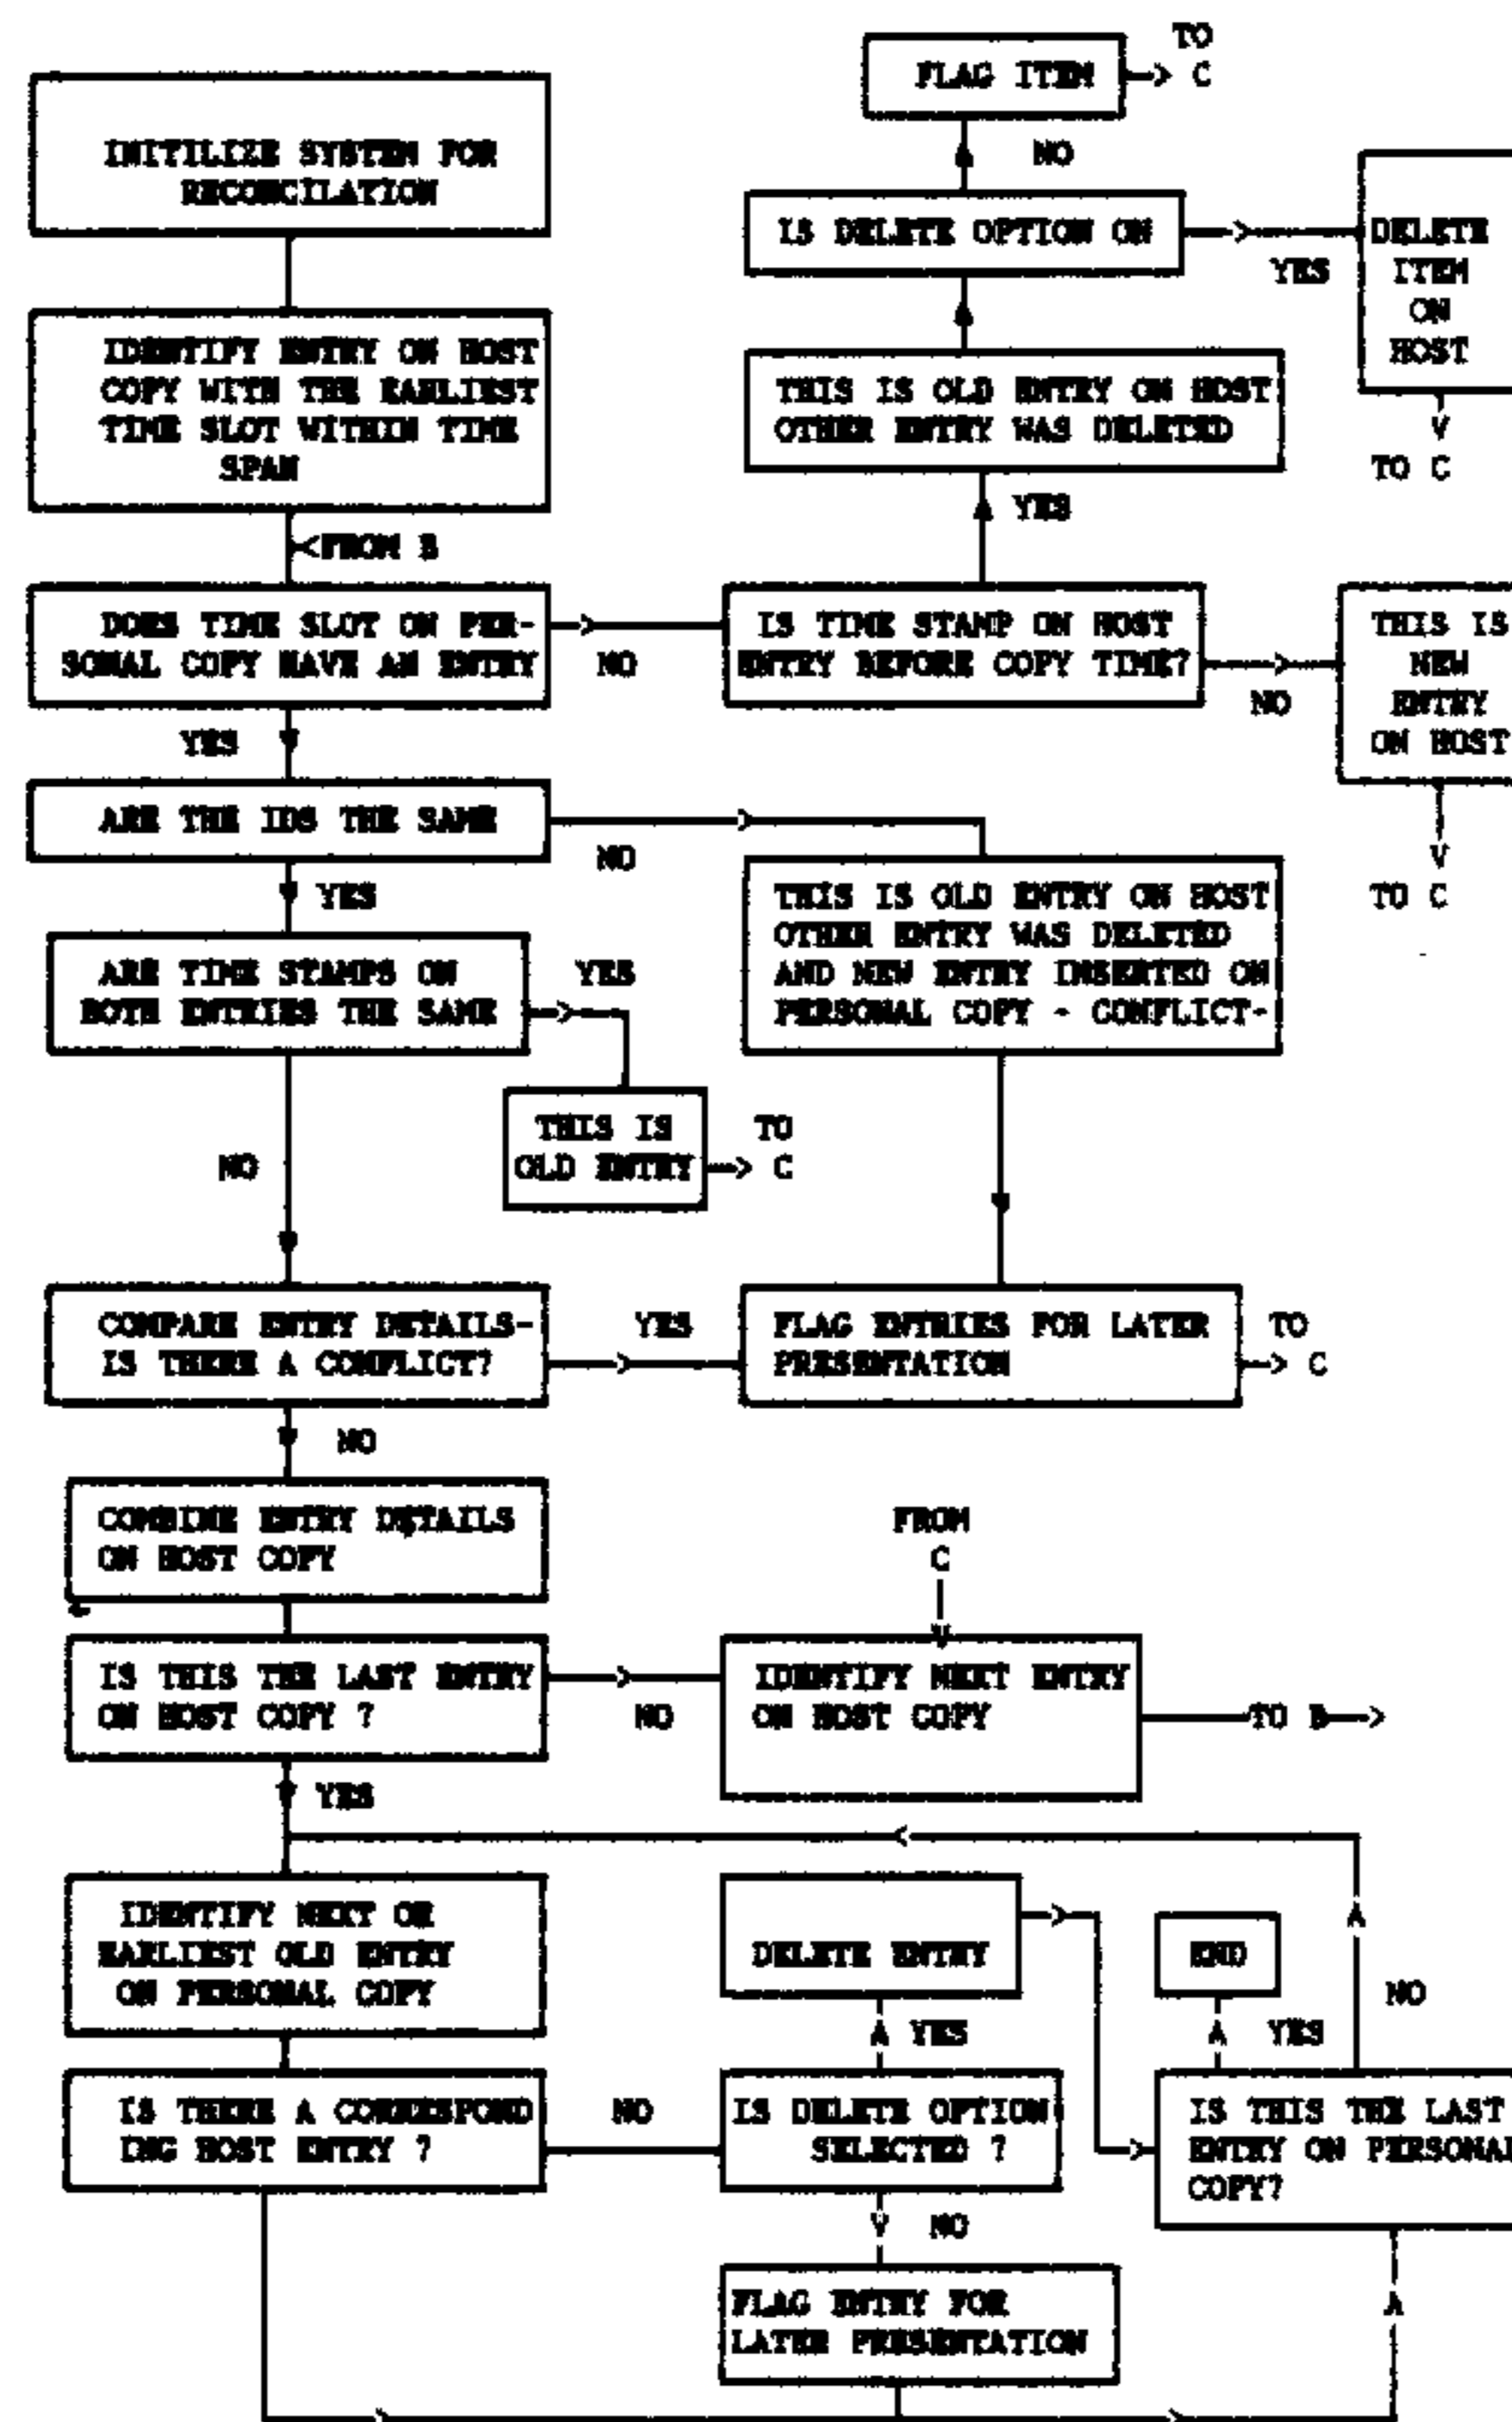 INITILIZE SYSTEM FOR
RECONCILATION
IDENTIFY ENTRY ON HOST
COPY WITH THE EARLIEST
TIME SLOT WITHIN TIME
SPAN
<FROM B
DOES TIME SLOT ON PER-
SONAL COPY HAVE AN ENTRY
NO
YES
IS TIME STAMP ON HOST
ENTRY BEFORE COPY TIME?
YES
NO
THIS IS OLD ENTRY ON HOST
OTHER ENTRY WAS DELETED
IS DELETE OPTION ON
NO
YES
FLAG ITEM
TO
C
DELETE
ITEM
ON
HOST
TO C
THIS IS
NEW
ENTRY
ON HOST
TO C
ARE THE IDS THE SAME
NO
YES
THIS IS OLD ENTRY ON HOST
OTHER ENTRY WAS DELETED
AND NEW ENTRY INSERTED ON
PERSONAL COPY - CONFLICT-
ARE TIME STAMPS ON
BOTH ENTRIES THE SAME
YES
THIS IS
OLD ENTRY
TO
C
NO
COMPARE ENTRY DETAILS-
IS THERE A CONFLICT?
YES
FLAG ENTRIES FOR LATER
PRESENTATION
TO
C
NO
COMBINE ENTRY DETAILS
ON HOST COPY
FROM
C
IS THIS THE LAST ENTRY
ON HOST COPY ?
NO
IDENTIFY NEXT ENTRY
ON HOST COPY
TO B
YES
IDENTIFY NEXT OR
EARLIEST OLD ENTRY
ON PERSONAL COPY
DELETE ENTRY
END
NO
YES
YES
IS THERE A CORRESPOND
ING HOST ENTRY ?
NO
IS DELETE OPTION
SELECTED ?
IS THIS THE LAST
ENTRY ON PERSONAL
COPY?
NO
FLAG ENTRY FOR
LATER PRESENTATION